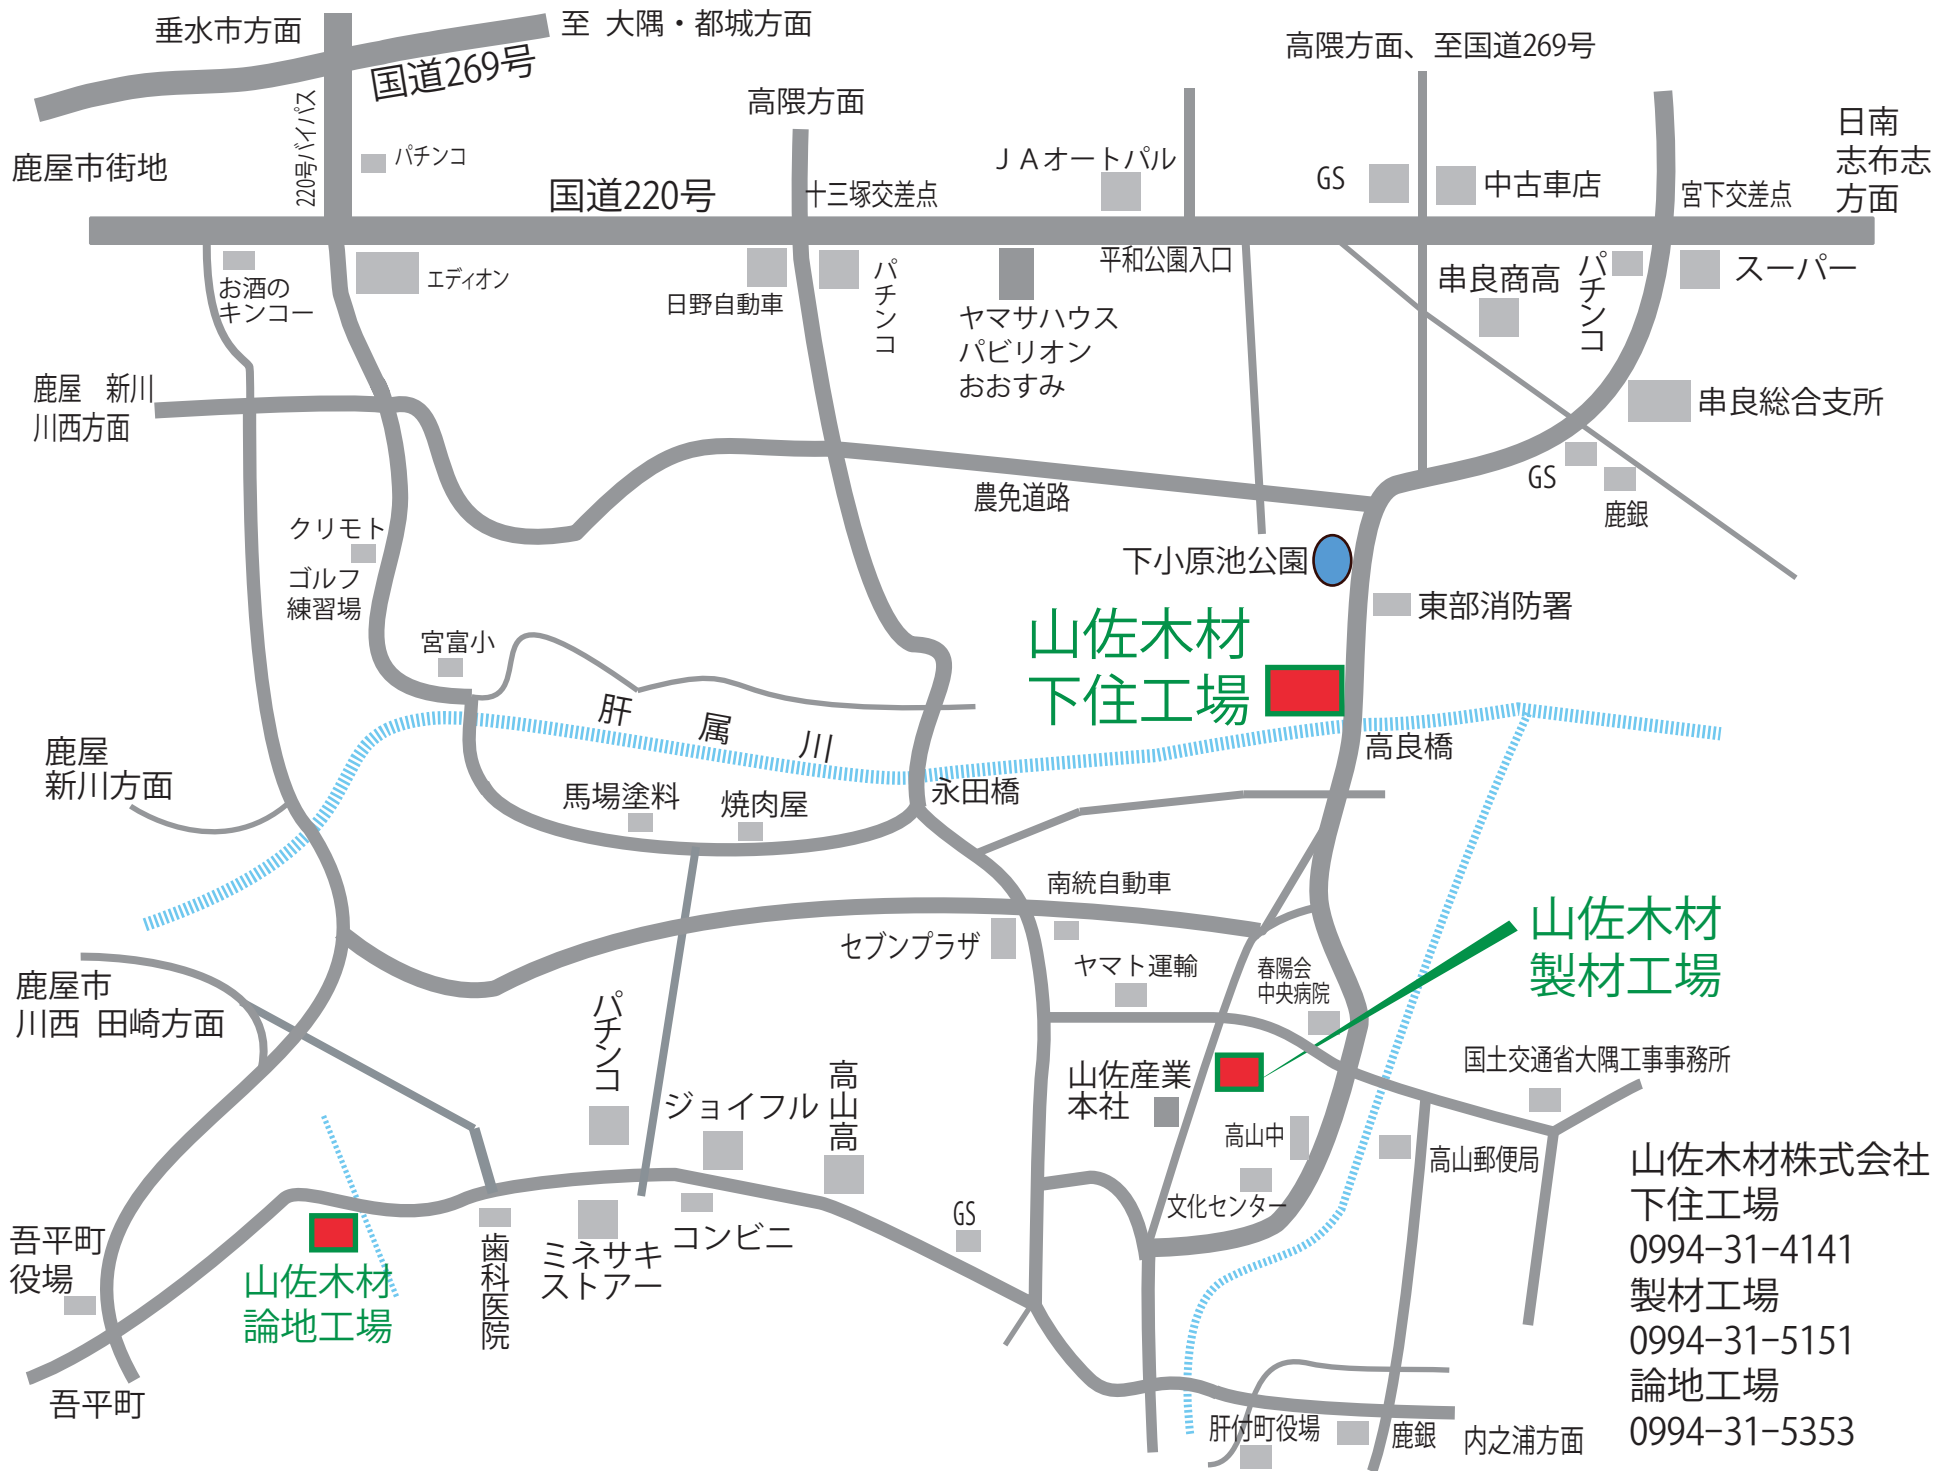 垂水市方面
至 大隅・都城方面
国道269号
高隈方面、至国道269号
高隈方面
220号バイパス
パチンコ
鹿屋市街地
国道220号
十三塚交差点
ＪＡオートパル
GS
中古車店
宮下交差点
日南
志布志
方面
お酒の
キンコー
エディオン
日野自動車
パチンコ
ヤマサハウス
パビリオン
おおすみ
平和公園入口
串良商高
パチンコ
スーパー
鹿屋　新川
川西方面
串良総合支所
GS
鹿銀
農免道路
クリモト
ゴルフ
練習場
下小原池公園
東部消防署
宮富小
山佐木材
下住工場
肝属川
高良橋
鹿屋
新川方面
馬場塗料
焼肉屋
永田橋
南統自動車
セブンプラザ
ヤマト運輸
春陽会
中央病院
山佐木材
製材工場
鹿屋市
川西 田崎方面
パチンコ
ジョイフル
高山高
山佐産業
本社
国土交通省大隅工事事務所
高山中
高山郵便局
文化センター
GS
吾平町
役場
山佐木材
論地工場
歯科医院
ミネサキ
ストアー
コンビニ
吾平町
肝付町役場
鹿銀
内之浦方面
山佐木材株式会社
下住工場
0994-31-4141
製材工場
0994-31-5151
論地工場
0994-31-5353